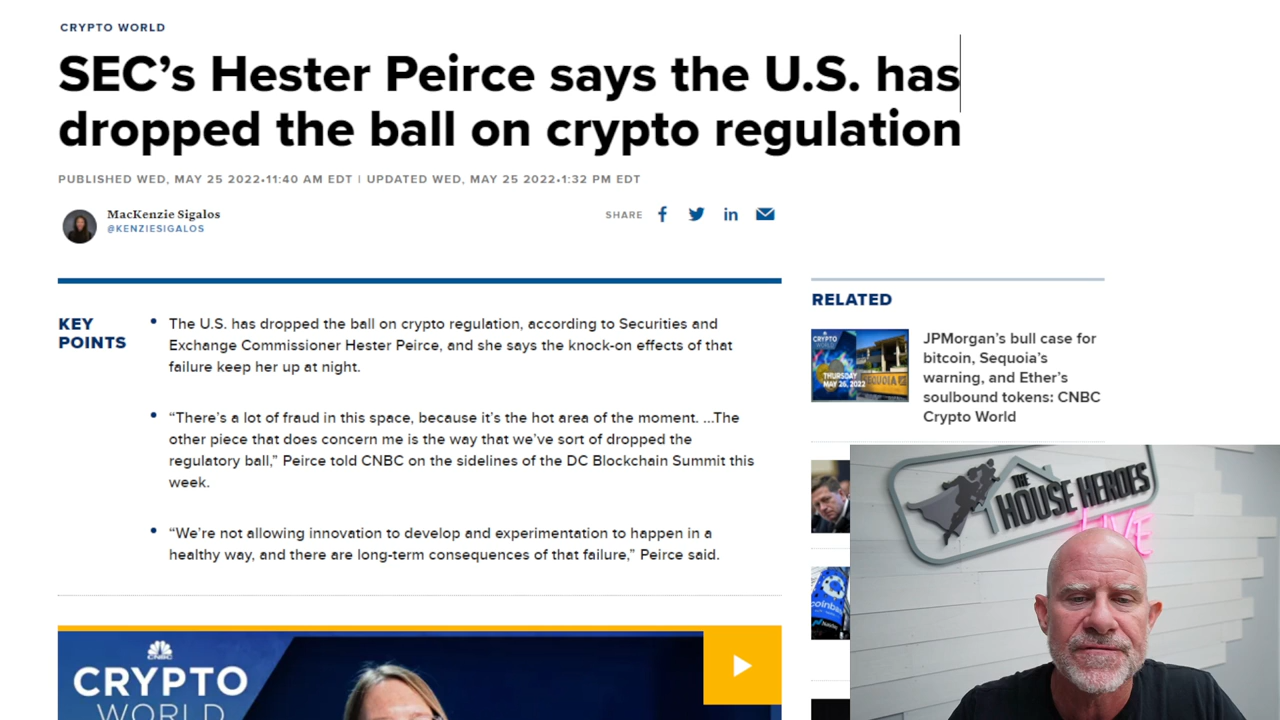 CRYPTO WORLD
SEC’s Hester Peirce says the U.S. has
dropped the ball on crypto regulation
PUBLISHED WED, MAY 25 2022•11:40 AM EDT | UPDATED WED, MAY 25 2022•1:32 PM EDT
MacKenzie Sigalos
@KENZIESIGALOS
SHARE
KEY
POINTS
• The U.S. has dropped the ball on crypto regulation, according to Securities and
Exchange Commissioner Hester Peirce, and she says the knock-on effects of that
failure keep her up at night.
• “There’s a lot of fraud in this space, because it’s the hot area of the moment. ...The
other piece that does concern me is the way that we’ve sort of dropped the
regulatory ball,” Peirce told CNBC on the sidelines of the DC Blockchain Summit this
week.
• “We’re not allowing innovation to develop and experimentation to happen in a
healthy way, and there are long-term consequences of that failure,” Peirce said.
CNBC
CRYPTO
WORLD
RELATED
CRYPTO
WORLD
THURSDAY
MAY 26, 2022
SEQUOIA
JPMorgan’s bull case for
bitcoin, Sequoia’s
warning, and Ether’s
soulbound tokens: CNBC
Crypto World
coinba
THE
HOUSE HEROES
LIVE